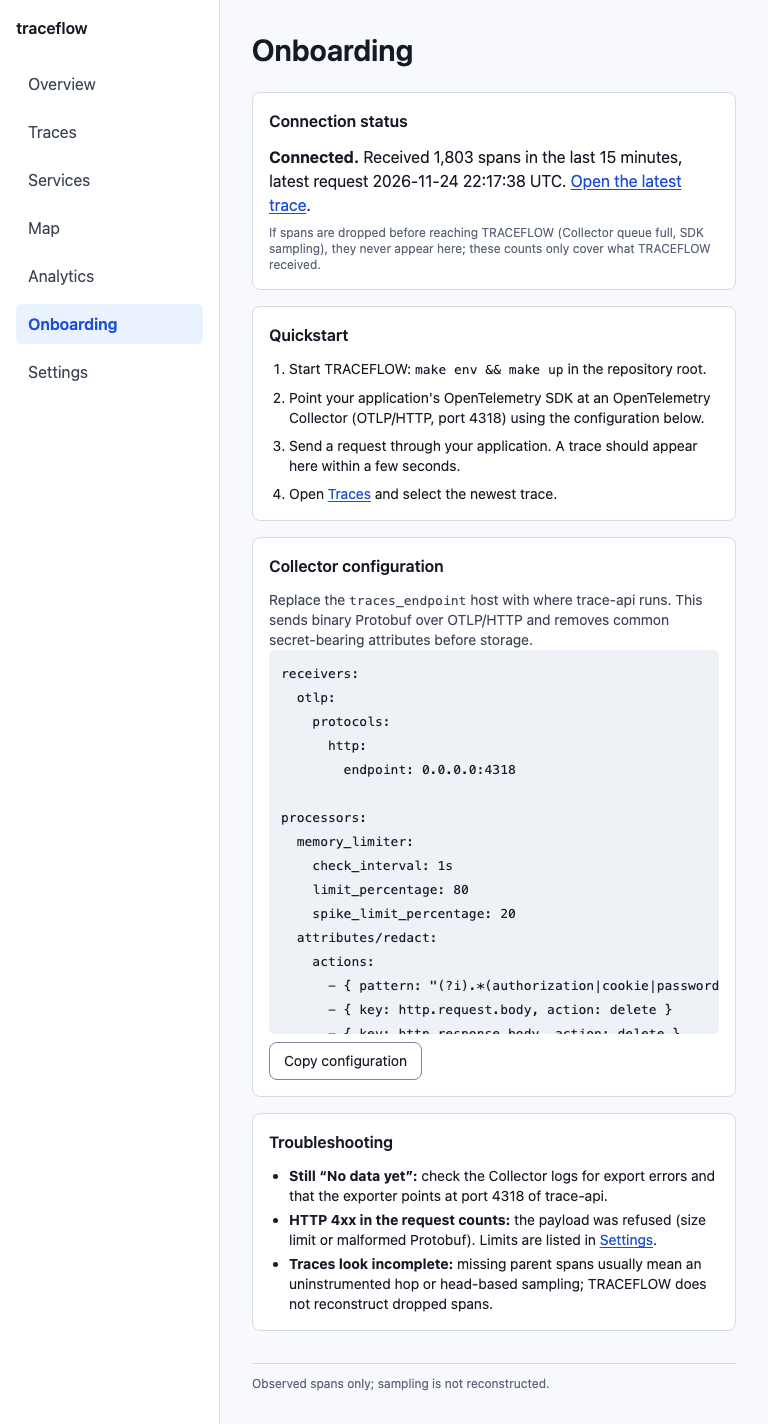 traceflow
Overview
Traces
Services
Map
Analytics
Onboarding
Settings
Onboarding
Connection status
Connected. Received 1,803 spans in the last 15 minutes,
latest request 2026-11-24 22:17:38 UTC. Open the latest
trace.
If spans are dropped before reaching TRACEFLOW (Collector queue full, SDK
sampling), they never appear here; these counts only cover what TRACEFLOW
received.
Quickstart
1. Start TRACEFLOW: make env && make up in the repository root.
2. Point your application's OpenTelemetry SDK at an OpenTelemetry
Collector (OTLP/HTTP, port 4318) using the configuration below.
3. Send a request through your application. A trace should appear
here within a few seconds.
4. Open Traces and select the newest trace.
Collector configuration
Replace the traces_endpoint host with where trace-api runs. This
sends binary Protobuf over OTLP/HTTP and removes common
secret-bearing attributes before storage.
receivers:
  otlp:
    protocols:
      http:
        endpoint: 0.0.0.0:4318
processors:
  memory_limiter:
    check_interval: 1s
    limit_percentage: 80
    spike_limit_percentage: 20
  attributes/redact:
    actions:
      - { pattern: "(?i).*(authorization|cookie|password
      - { key: http.request.body, action: delete }
      - { key: http.response.body, action: delete }
Copy configuration
Troubleshooting
• Still “No data yet”: check the Collector logs for export errors and
that the exporter points at port 4318 of trace-api.
• HTTP 4xx in the request counts: the payload was refused (size
limit or malformed Protobuf). Limits are listed in Settings.
• Traces look incomplete: missing parent spans usually mean an
uninstrumented hop or head-based sampling; TRACEFLOW does
not reconstruct dropped spans.
Observed spans only; sampling is not reconstructed.